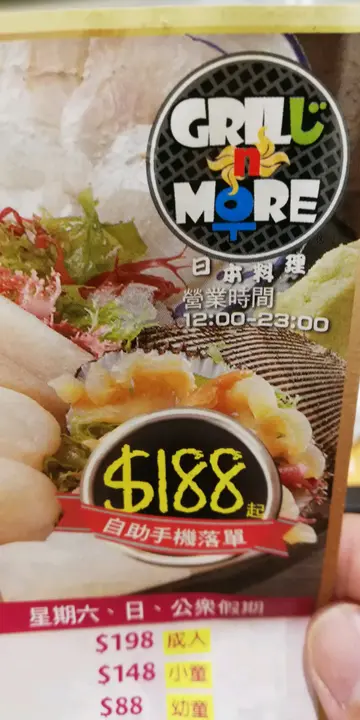 GRILLじ
n
MORE
日本料理
營業時間
12:00-23:00
$188起
自助手機落單
星期六、日、公眾假期
$198 成人
$148 小童
$88 幼童